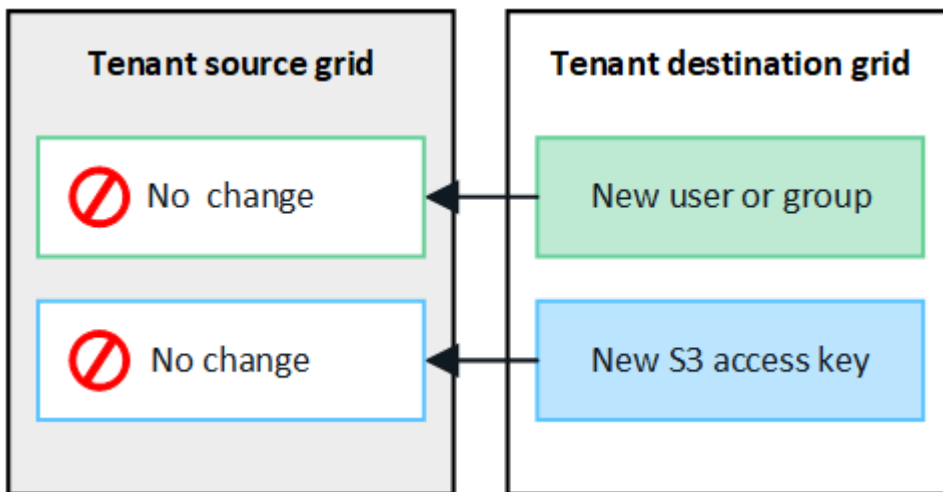 Tenant source grid
No change
No change
Tenant destination grid
New user or group
New S3 access key